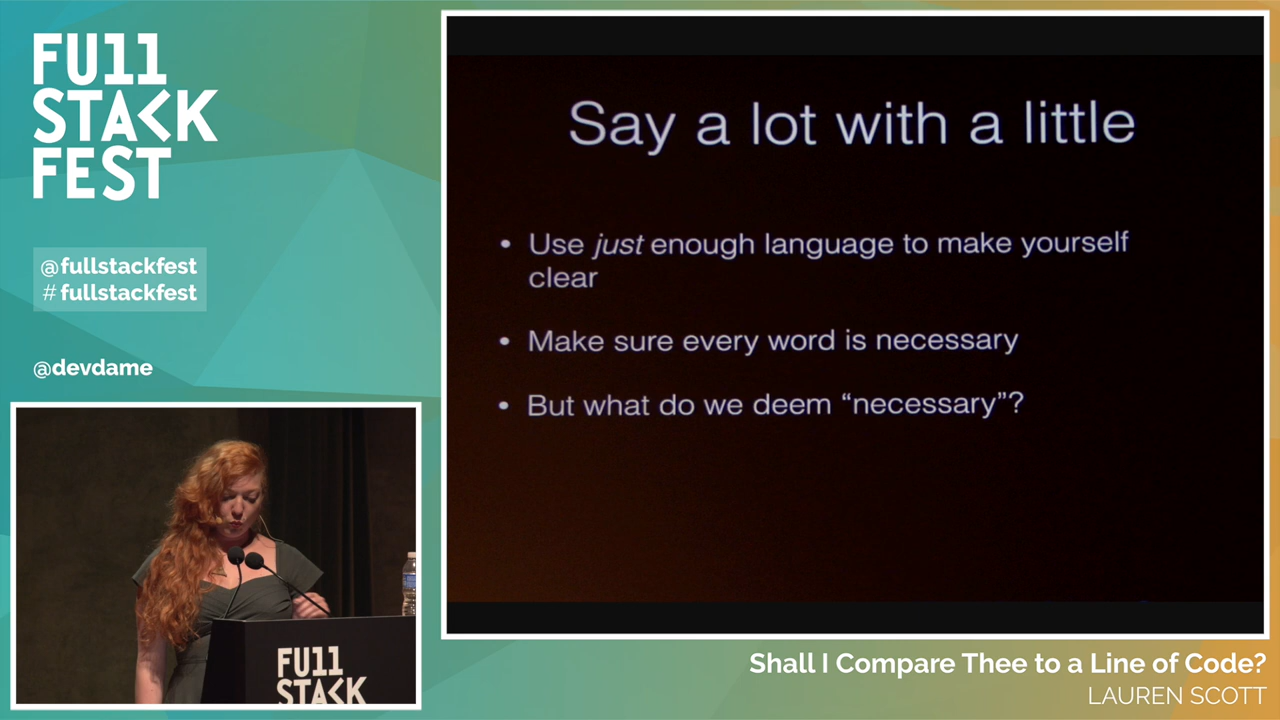 FU11
STACK
FEST
@fullstackfest
# fullstackfest
@devdame
Say a lot with a little
• Use just enough language to make yourself
clear
• Make sure every word is necessary
• But what do we deem “necessary”?
FU11
STACK
Shall I Compare Thee to a Line of Code?
LAUREN SCOTT